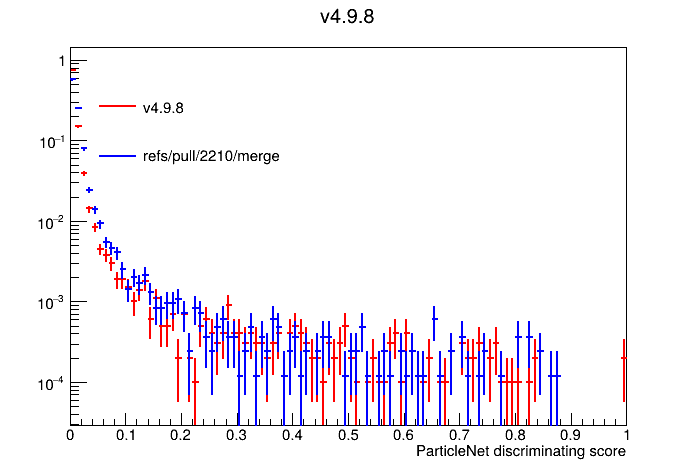 v4.9.8
1
10⁻¹
10⁻²
10⁻³
10⁻⁴
v4.9.8
refs/pull/2210/merge
0 0.1 0.2 0.3 0.4 0.5 0.6 0.7 0.8 0.9 1
ParticleNet discriminating score